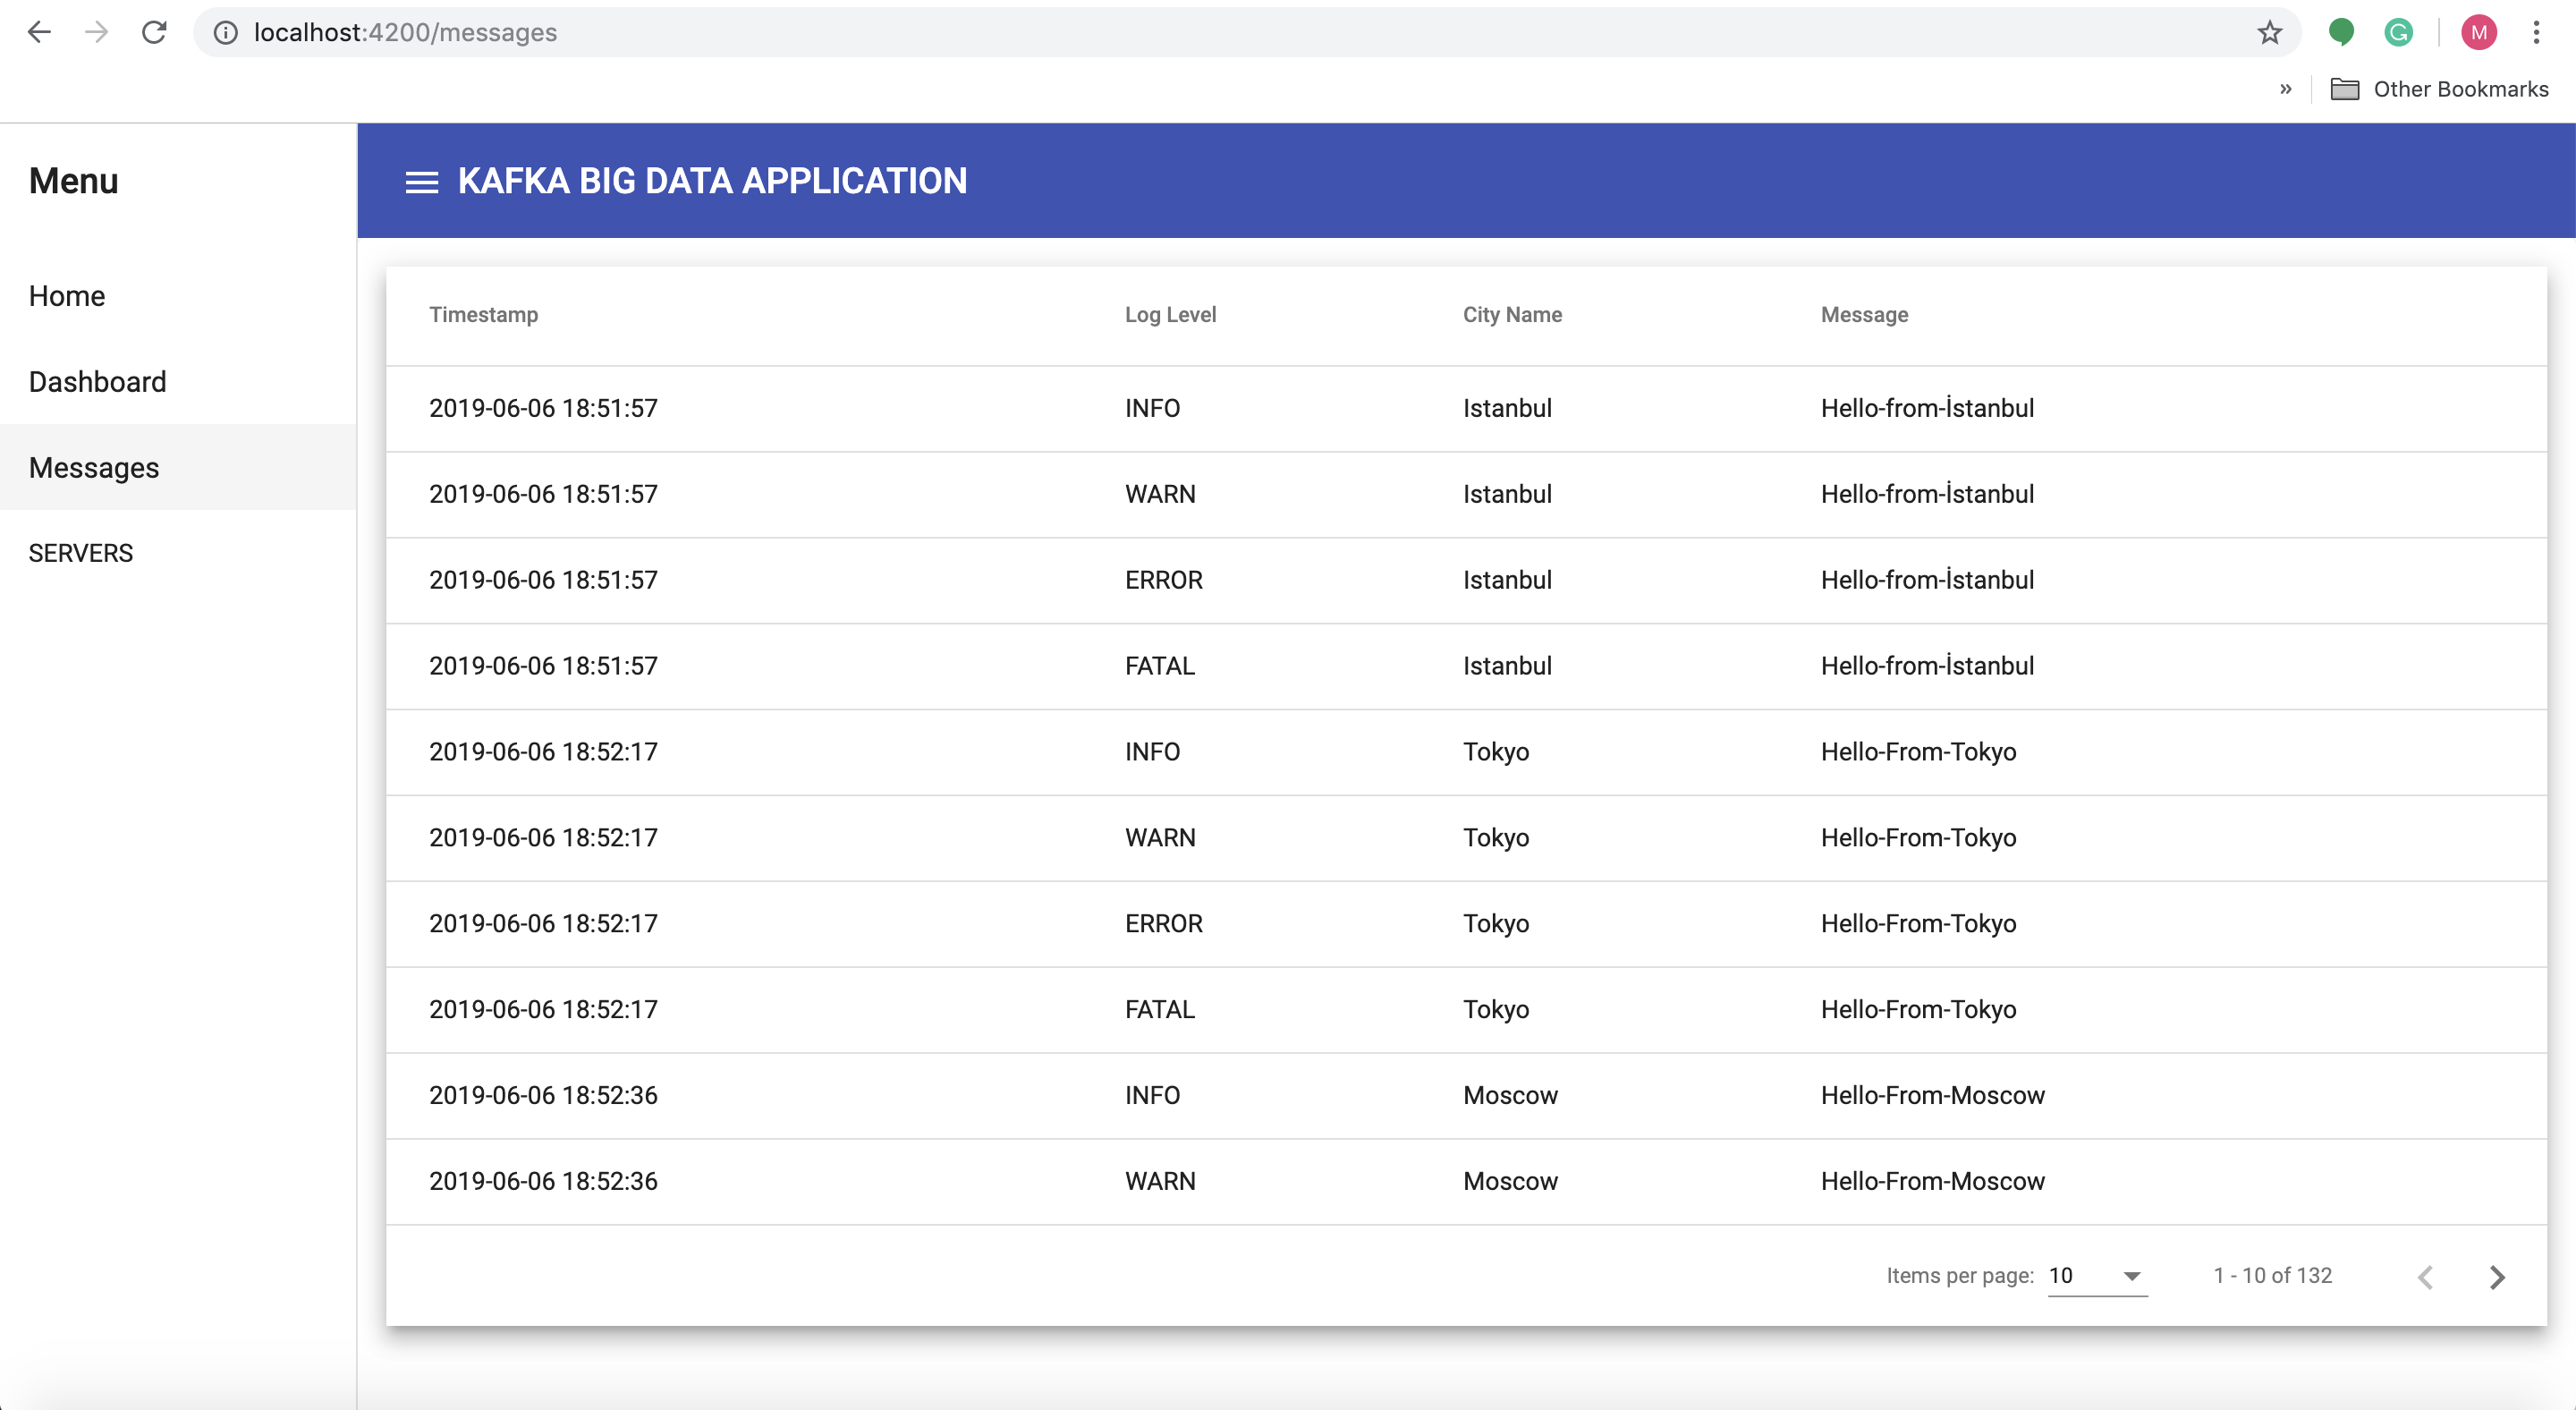 localhost:4200/messages
M
» Other Bookmarks
Menu
KAFKA BIG DATA APPLICATION
Home
Dashboard
Messages
SERVERS
Timestamp Log Level City Name Message
2019-06-06 18:51:57 INFO Istanbul Hello-from-İstanbul
2019-06-06 18:51:57 WARN Istanbul Hello-from-İstanbul
2019-06-06 18:51:57 ERROR Istanbul Hello-from-İstanbul
2019-06-06 18:51:57 FATAL Istanbul Hello-from-İstanbul
2019-06-06 18:52:17 INFO Tokyo Hello-From-Tokyo
2019-06-06 18:52:17 WARN Tokyo Hello-From-Tokyo
2019-06-06 18:52:17 ERROR Tokyo Hello-From-Tokyo
2019-06-06 18:52:17 FATAL Tokyo Hello-From-Tokyo
2019-06-06 18:52:36 INFO Moscow Hello-From-Moscow
2019-06-06 18:52:36 WARN Moscow Hello-From-Moscow
Items per page: 10 1 - 10 of 132